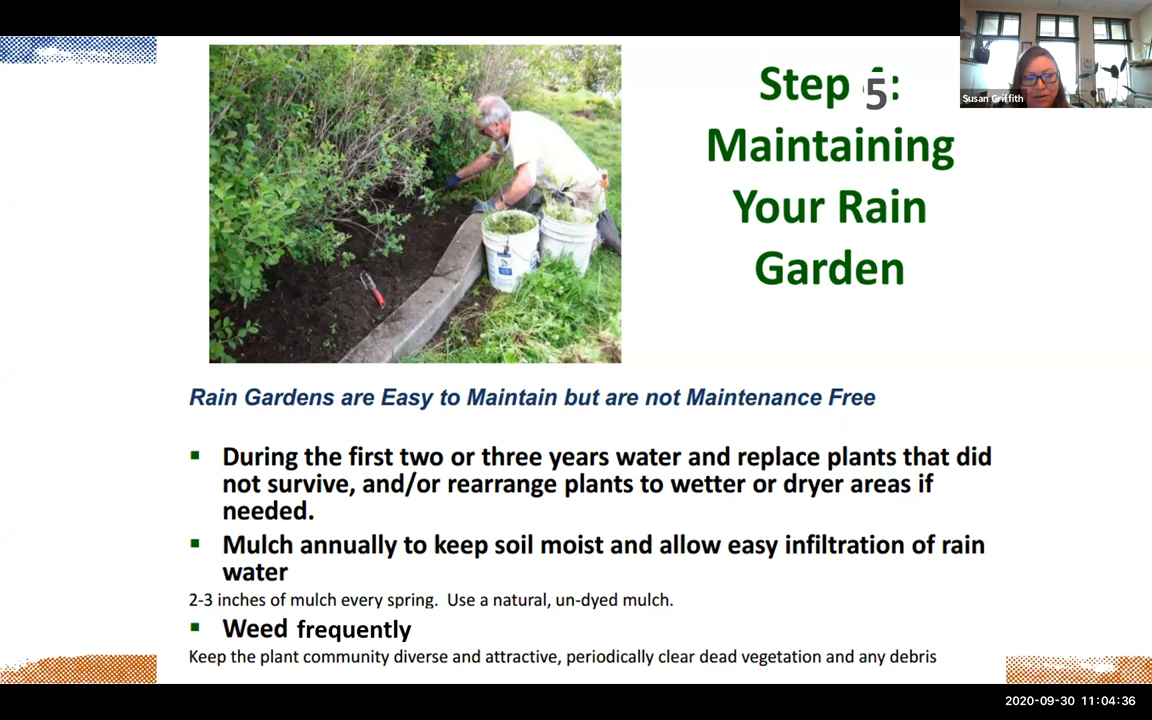 Step 5:
Maintaining
Your Rain
Garden
Susan Griffith
Rain Gardens are Easy to Maintain but are not Maintenance Free
▪ During the first two or three years water and replace plants that did
not survive, and/or rearrange plants to wetter or dryer areas if
needed.
▪ Mulch annually to keep soil moist and allow easy infiltration of rain
water
2-3 inches of mulch every spring. Use a natural, un-dyed mulch.
▪ Weed frequently
Keep the plant community diverse and attractive, periodically clear dead vegetation and any debris
2020-09-30 11:04:36